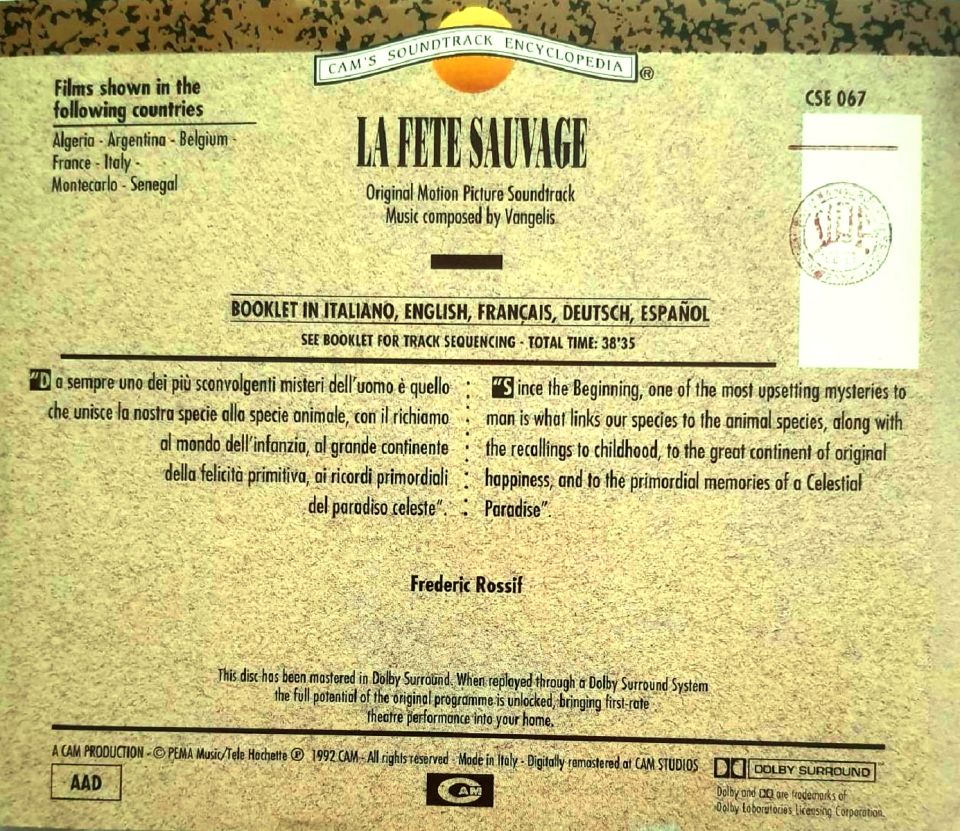 CAM'S SOUNDTRACK ENCYCLOPEDIA ®
Films shown in the
following countries
Algeria - Argentina - Belgium -
France - Italy -
Montecarlo - Senegal
CSE 067
LA FETE SAUVAGE
Original Motion Picture Soundtrack
Music composed by Vangelis
BOOKLET IN ITALIANO, ENGLISH, FRANÇAIS, DEUTSCH, ESPAÑOL
SEE BOOKLET FOR TRACK SEQUENCING - TOTAL TIME: 38'35
"Da sempre uno dei più sconvolgenti misteri dell'uomo è quello
che unisce la nostra specie alla specie animale, con il richiamo
al mondo dell'infanzia, al grande continente
della felicità primitiva, ai ricordi primordiali
del paradiso celeste".
"Since the Beginning, one of the most upsetting mysteries to
man is what links our species to the animal species, along with
the recallings to childhood, to the great continent of original
happiness, and to the primordial memories of a Celestial
Paradise".
Frederic Rossif
This disc has been mastered in Dolby Surround. When replayed through a Dolby Surround System
the full potential of the original programme is unlocked, bringing first-rate
theatre performance into your home.
A CAM PRODUCTION - © PEMA Music/Tele Hachette ℗ 1992 CAM - All rights reserved - Made in Italy - Digitally remastered at CAM STUDIOS
AAD
CAM
DOLBY SURROUND
Dolby and DD are trademarks of
Dolby Laboratories Licensing Corporation.